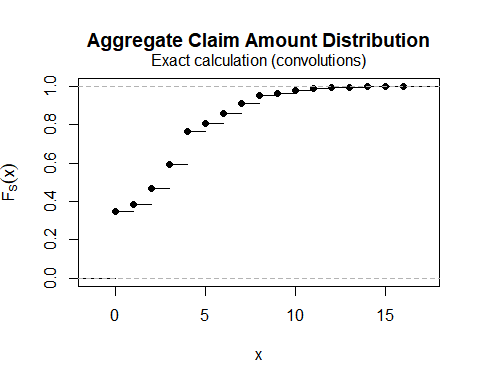 Aggregate Claim Amount Distribution
Exact calculation (convolutions)
F_S(x)
1.0
0.8
0.6
0.4
0.2
0.0
0 5 10 15
x